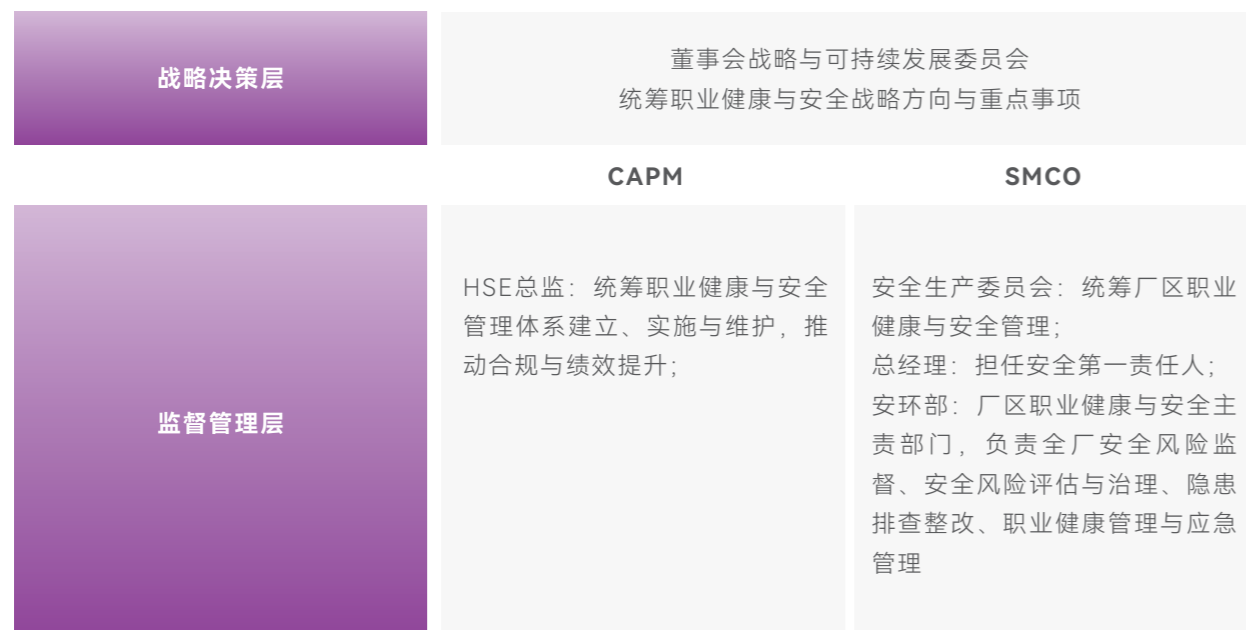 战略决策层
董事会战略与可持续发展委员会
统筹职业健康与安全战略方向与重点事项
CAPM
SMCO
监督管理层
HSE总监：统筹职业健康与安全
管理体系建立、实施与维护，推
动合规与绩效提升；
安全生产委员会：统筹厂区职业
健康与安全管理；
总经理：担任安全第一责任人；
安环部：厂区职业健康与安全主
责部门，负责全厂安全风险监
督、安全风险评估与治理、隐患
排查整改、职业健康管理与应急
管理